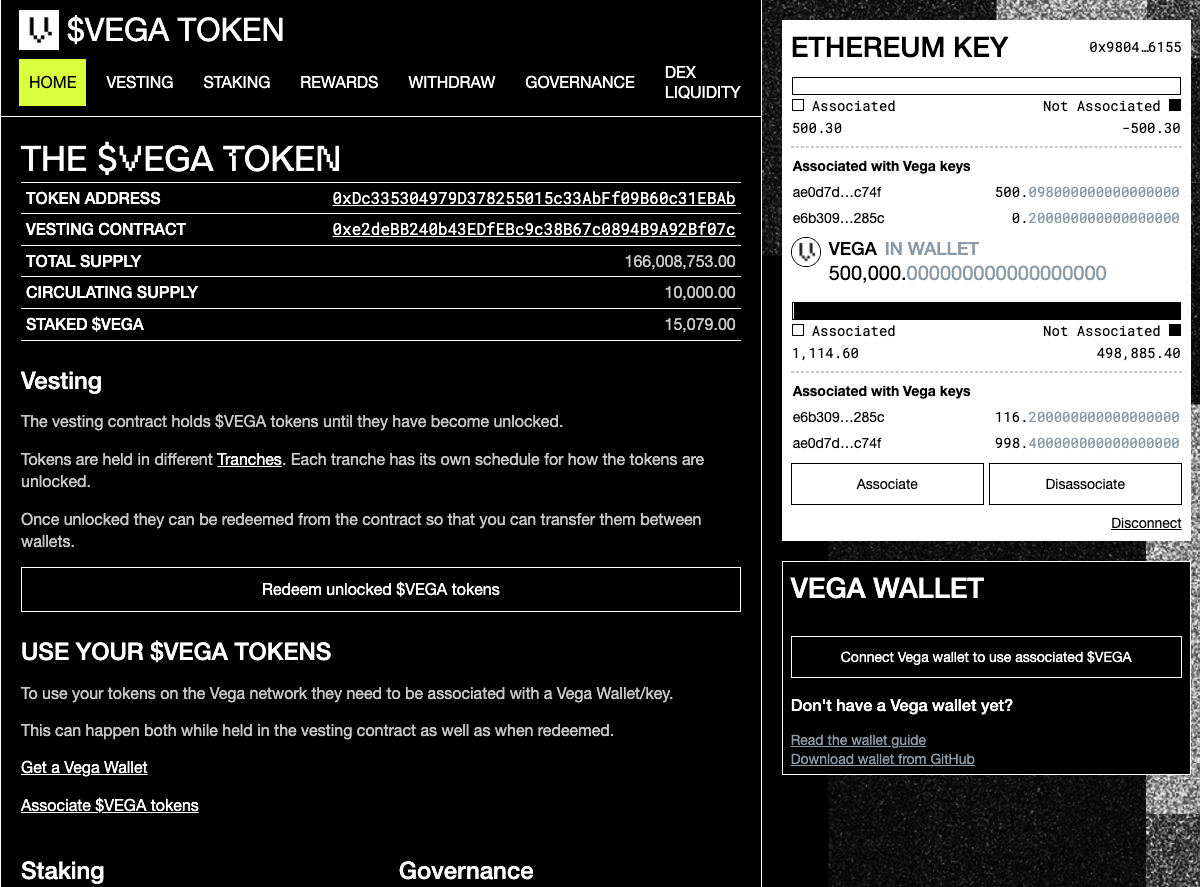 $VEGA TOKEN
HOME VESTING STAKING REWARDS WITHDRAW GOVERNANCE DEX LIQUIDITY
THE $VEGA TOKEN
TOKEN ADDRESS 0xDc335304979D378255015c33AbFf09B60c31EBAb
VESTING CONTRACT 0xe2deBB240b43EDfEBc9c38B67c0894B9A92Bf07c
TOTAL SUPPLY 166,008,753.00
CIRCULATING SUPPLY 10,000.00
STAKED $VEGA 15,079.00
Vesting
The vesting contract holds $VEGA tokens until they have become unlocked.
Tokens are held in different Tranches. Each tranche has its own schedule for how the tokens are
unlocked.
Once unlocked they can be redeemed from the contract so that you can transfer them between
wallets.
Redeem unlocked $VEGA tokens
USE YOUR $VEGA TOKENS
To use your tokens on the Vega network they need to be associated with a Vega Wallet/key.
This can happen both while held in the vesting contract as well as when redeemed.
Get a Vega Wallet
Associate $VEGA tokens
Staking Governance
ETHEREUM KEY 0x9804…6155
Associated Not Associated
500.30 -500.30
Associated with Vega keys
ae0d7d…c74f 500.098000000000000000
e6b309…285c 0.200000000000000000
VEGA IN WALLET
500,000.000000000000000000
Associated Not Associated
1,114.60 498,885.40
Associated with Vega keys
e6b309…285c 116.200000000000000000
ae0d7d…c74f 998.400000000000000000
Associate Disassociate
Disconnect
VEGA WALLET
Connect Vega wallet to use associated $VEGA
Don't have a Vega wallet yet?
Read the wallet guide
Download wallet from GitHub